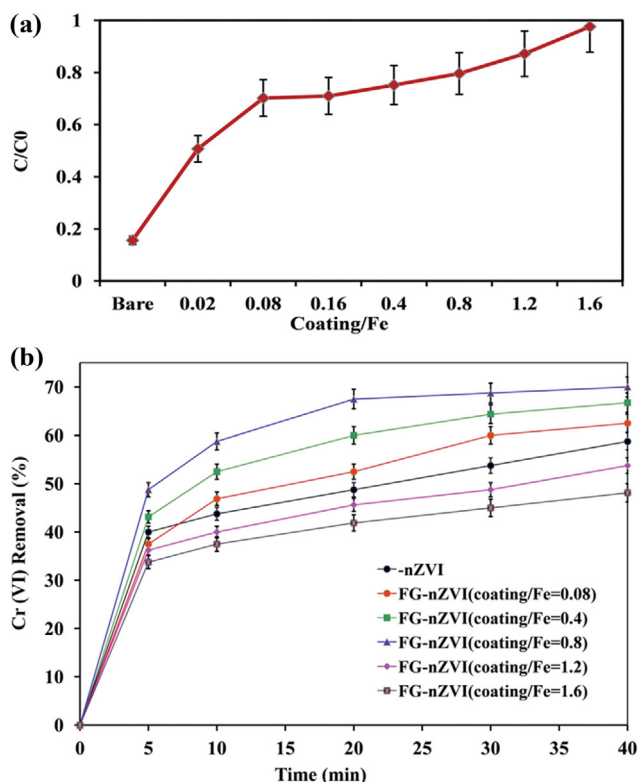 (a)
1
0.8
0.6
0.4
0.2
0
C/C0
Bare 0.02 0.08 0.16 0.4 0.8 1.2 1.6
Coating/Fe
(b)
70
60
50
40
30
20
10
0
Cr (VI) Removal (%)
-nZVI
FG-nZVI(coating/Fe=0.08)
FG-nZVI(coating/Fe=0.4)
FG-nZVI(coating/Fe=0.8)
FG-nZVI(coating/Fe=1.2)
FG-nZVI(coating/Fe=1.6)
0 5 10 20 30 40
Time (min)